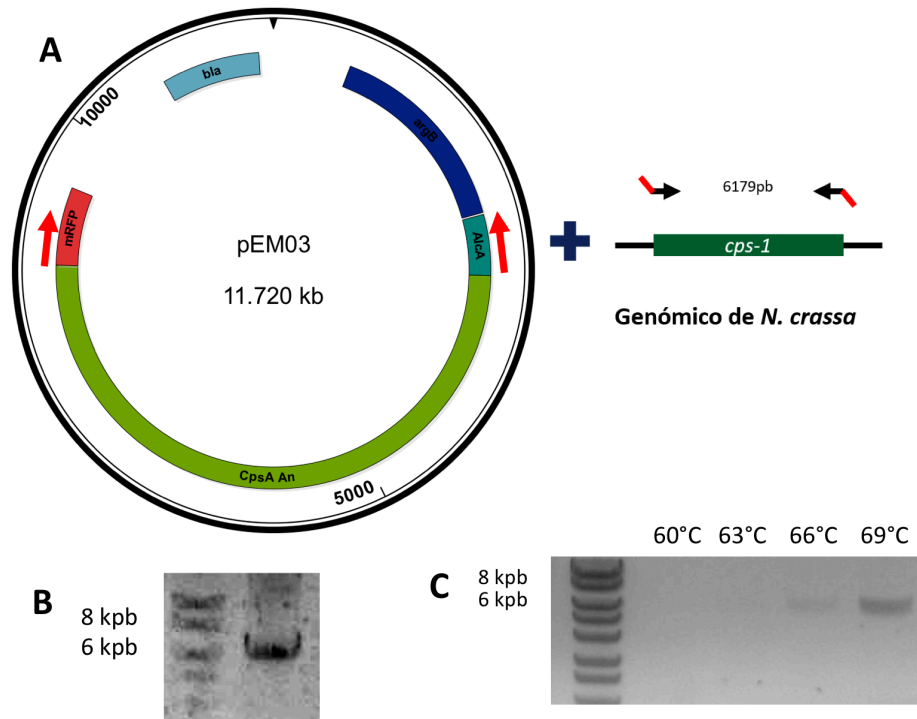 A
bla
argB
10000
mRFP
AlcA
pEM03
11.720 kb
CpsA An
5000
6179pb
cps-1
Genómico de N. crassa
B
8 kpb
6 kpb
C
60°C 63°C 66°C 69°C
8 kpb
6 kpb